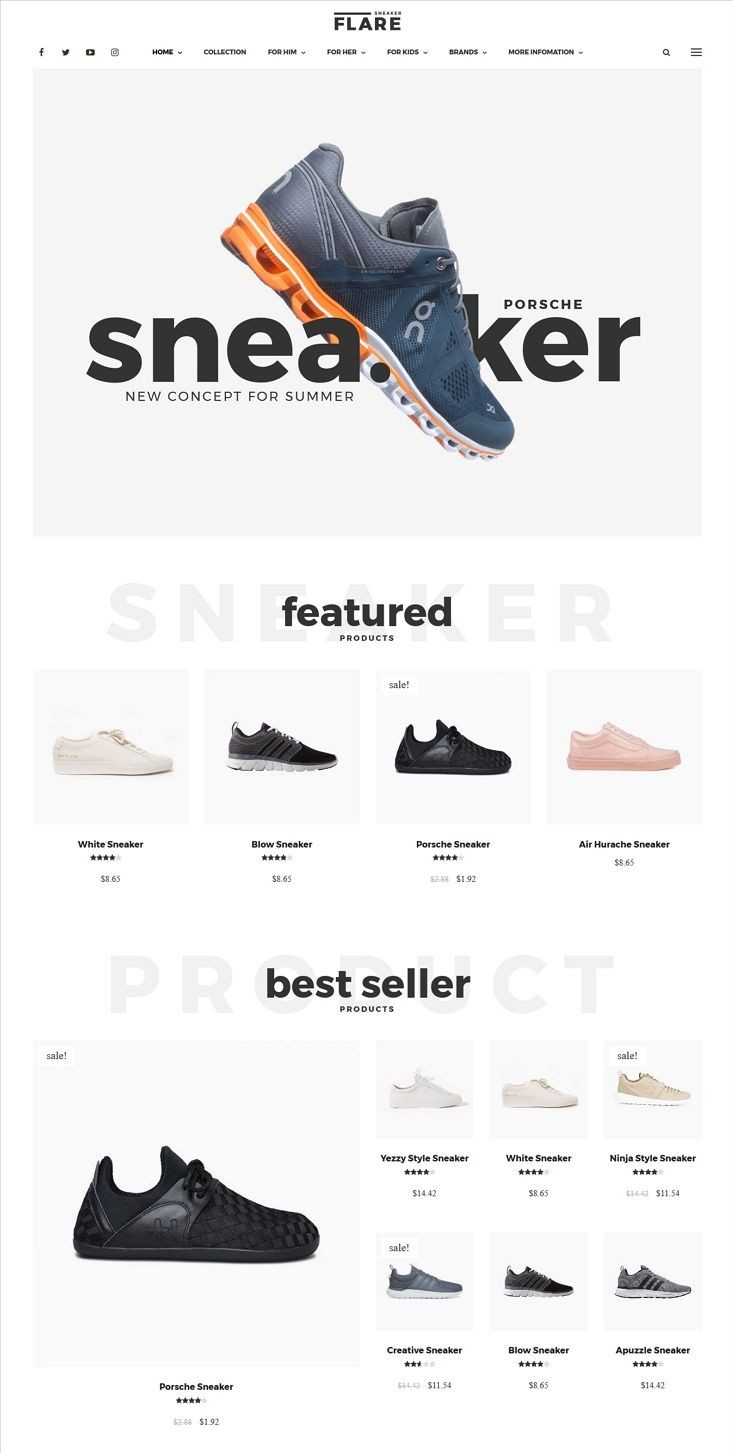 SNEAKER
FLARE
HOME COLLECTION FOR HIM FOR HER FOR KIDS BRANDS MORE INFOMATION
PORSCHE
snea.ker
SWISS ENGINEERING
NEW CONCEPT FOR SUMMER
SNEAKER
featured
PRODUCTS
sale!
White Sneaker
$8.65
Blow Sneaker
$8.65
Porsche Sneaker
$2.88 $1.92
Air Hurache Sneaker
$8.65
PRODUCT
best seller
PRODUCTS
sale!
Porsche Sneaker
$2.88 $1.92
Yezzy Style Sneaker
$14.42
White Sneaker
$8.65
sale!
Ninja Style Sneaker
$14.42 $11.54
sale!
Creative Sneaker
$14.42 $11.54
Blow Sneaker
$8.65
Apuzzle Sneaker
$14.42